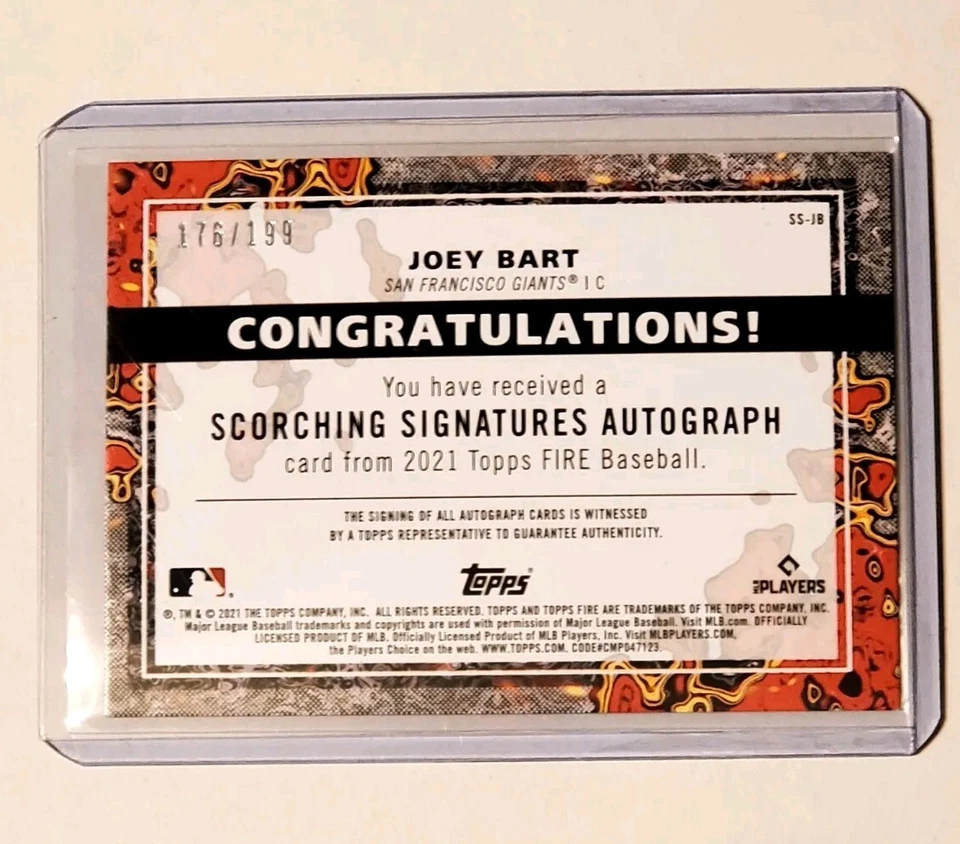 176/199
SS-JB
JOEY BART
SAN FRANCISCO GIANTS® | C
CONGRATULATIONS!
You have received a
SCORCHING SIGNATURES AUTOGRAPH
card from 2021 Topps FIRE Baseball.
THE SIGNING OF ALL AUTOGRAPH CARDS IS WITNESSED
BY A TOPPS REPRESENTATIVE TO GUARANTEE AUTHENTICITY.
topps®
MLB PLAYERS
®, TM & © 2021 THE TOPPS COMPANY, INC. ALL RIGHTS RESERVED. TOPPS AND TOPPS FIRE ARE TRADEMARKS OF THE TOPPS COMPANY, INC.
Major League Baseball trademarks and copyrights are used with permission of Major League Baseball. Visit MLB.com. OFFICIALLY
LICENSED PRODUCT OF MLB. Officially Licensed Product of MLB Players, Inc. Visit MLBPLAYERS.COM,
the Players Choice on the web. WWW.TOPPS.COM. CODE#CMP047123.